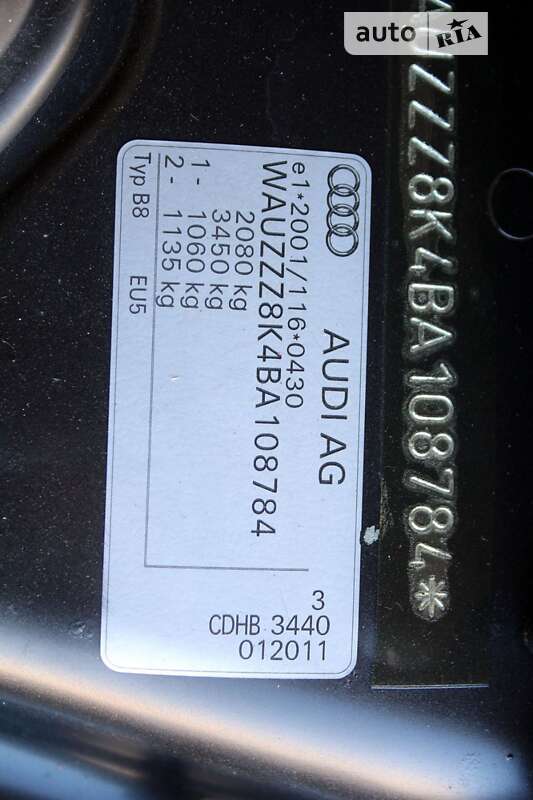 auto RIA
AUDI AG
e1*2001/116*0430
WAUZZZ8K4BA108784
2080 kg
3450 kg
1 - 1060 kg
2 - 1135 kg
Typ B8 EU5
3
CDHB 3440
012011
AUZZZ8K4BA108784*